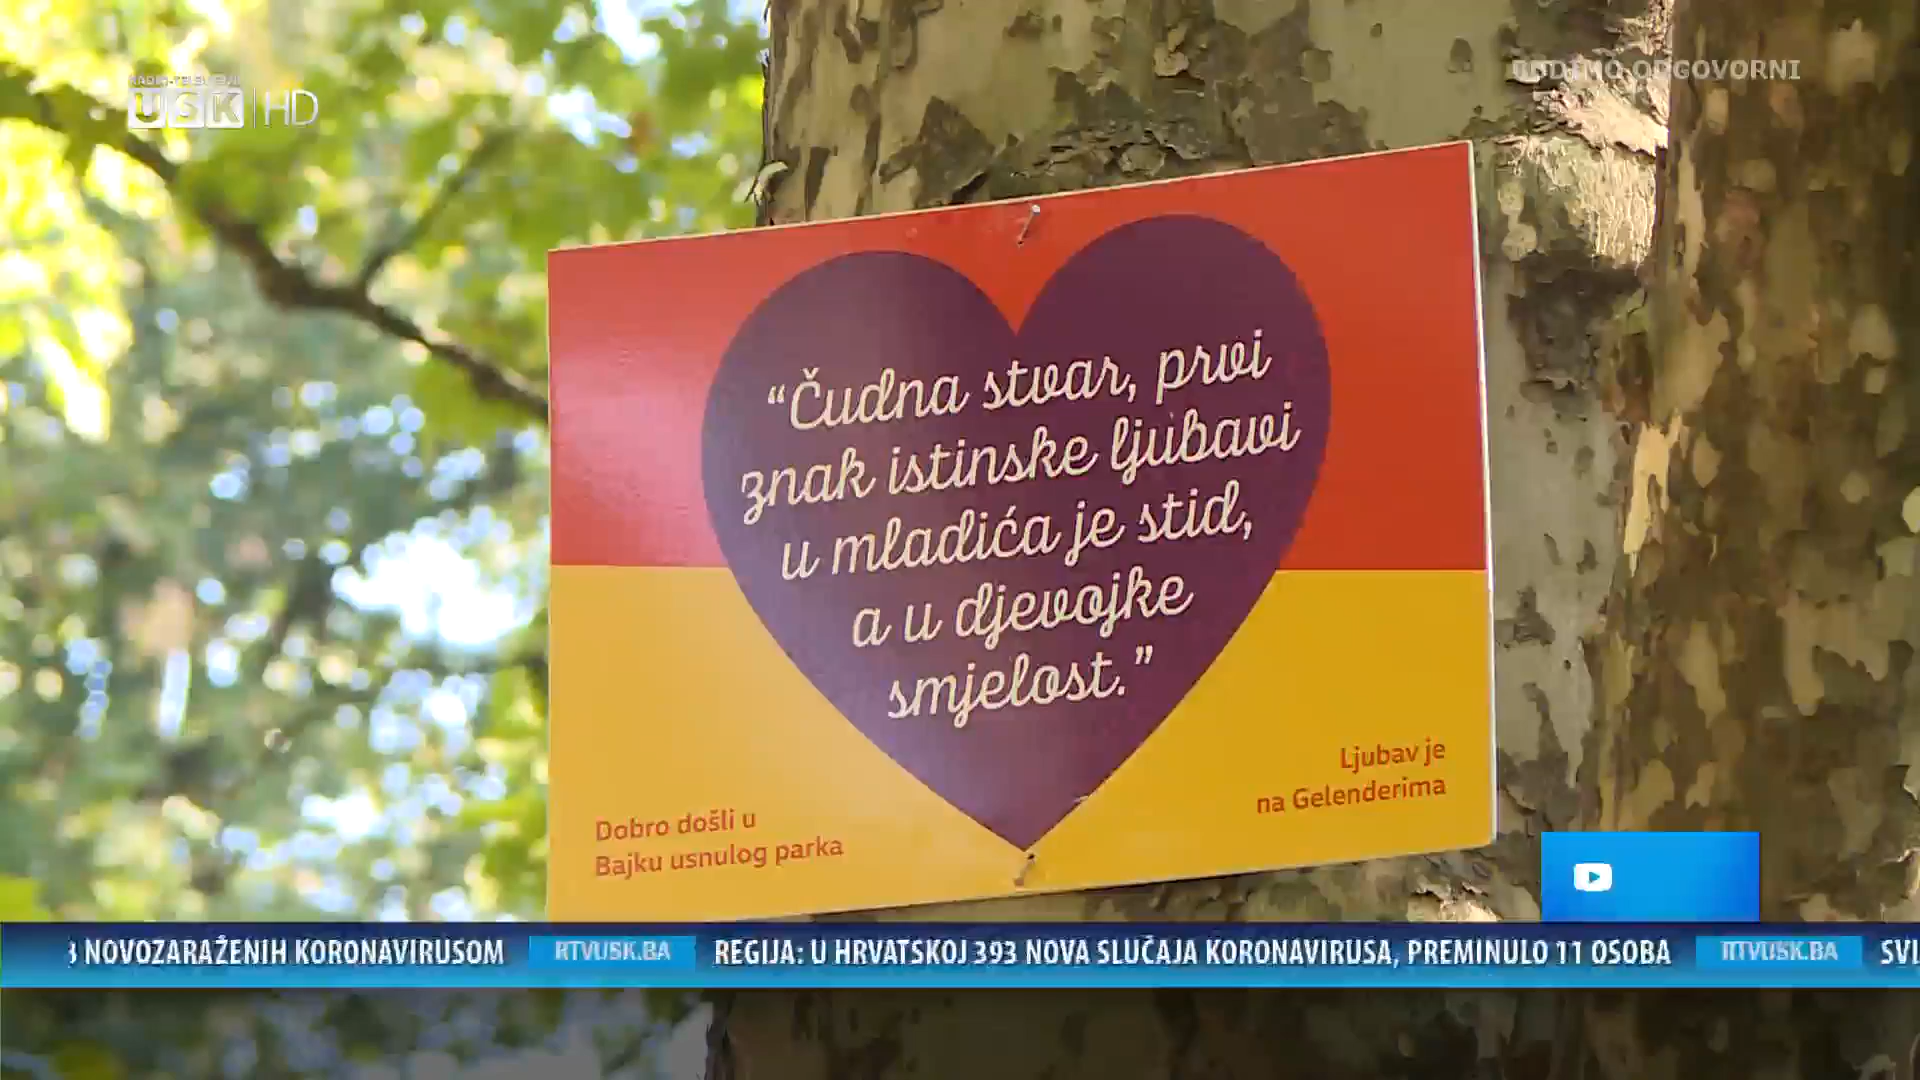 RADIO-TELEVIZIJA
USK HD
BUDIMO ODGOVORNI
“Čudna stvar, prvi
znak istinske ljubavi
u mladića je stid,
a u djevojke
smjelost.”
Dobro došli u
Bajku usnulog parka
Ljubav je
na Gelenderima
NOVOZARAŽENIH KORONAVIRUSOM RTVUSK.BA REGIJA: U HRVATSKOJ 393 NOVA SLUČAJA KORONAVIRUSA, PREMINULO 11 OSOBA RTVUSK.BA